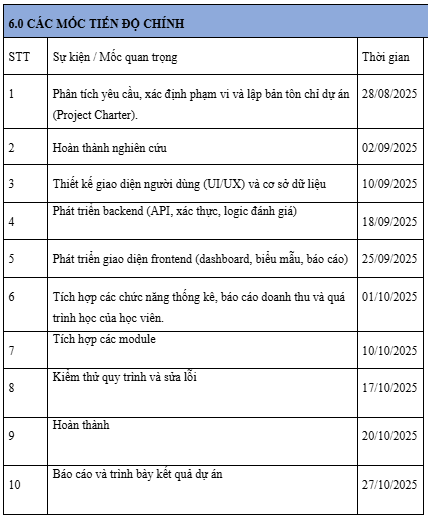 6.0 CÁC MỐC TIẾN ĐỘ CHÍNH
STT Sự kiện / Mốc quan trọng Thời gian
1 Phân tích yêu cầu, xác định phạm vi và lập bản tôn chỉ dự án 28/08/2025
(Project Charter).
2 Hoàn thành nghiên cứu 02/09/2025
3 Thiết kế giao diện người dùng (UI/UX) và cơ sở dữ liệu 10/09/2025
4 Phát triển backend (API, xác thực, logic đánh giá) 18/09/2025
5 Phát triển giao diện frontend (dashboard, biểu mẫu, báo cáo) 25/09/2025
6 Tích hợp các chức năng thống kê, báo cáo doanh thu và quá 01/10/2025
trình học của học viên.
7 Tích hợp các module 10/10/2025
8 Kiểm thử quy trình và sửa lỗi 17/10/2025
9 Hoàn thành 20/10/2025
10 Báo cáo và trình bày kết quả dự án 27/10/2025